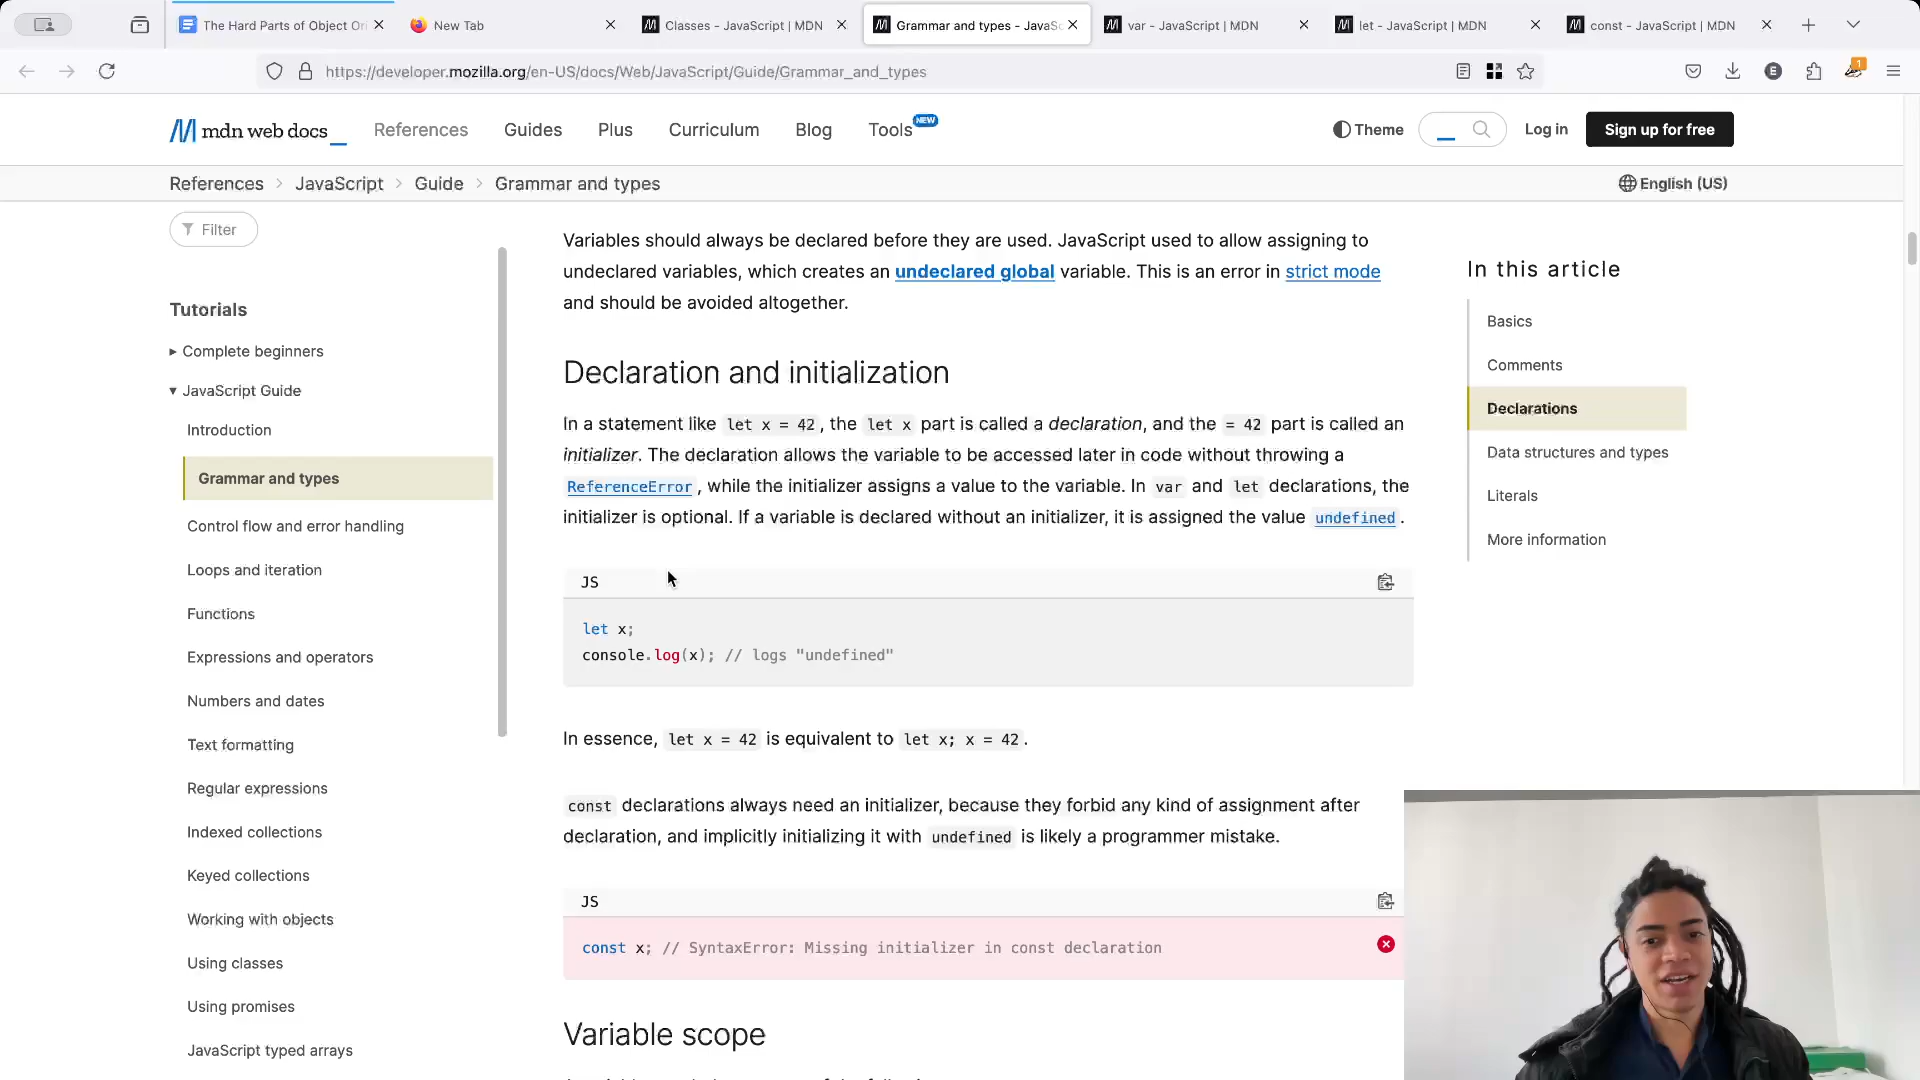 The Hard Parts of Object Or
New Tab
Classes - JavaScript | MDN
Grammar and types - JavaSc
var - JavaScript | MDN
let - JavaScript | MDN
const - JavaScript | MDN
https://developer.mozilla.org/en-US/docs/Web/JavaScript/Guide/Grammar_and_types
E
1
mdn web docs_
References
Guides
Plus
Curriculum
Blog
Tools
NEW
Theme
Log in
Sign up for free
References
JavaScript
Guide
Grammar and types
English (US)
Filter
Tutorials
Complete beginners
JavaScript Guide
Introduction
Grammar and types
Control flow and error handling
Loops and iteration
Functions
Expressions and operators
Numbers and dates
Text formatting
Regular expressions
Indexed collections
Keyed collections
Working with objects
Using classes
Using promises
JavaScript typed arrays
Variables should always be declared before they are used. JavaScript used to allow assigning to
undeclared variables, which creates an undeclared global variable. This is an error in strict mode
and should be avoided altogether.
Declaration and initialization
In a statement like let x = 42, the let x part is called a declaration, and the = 42 part is called an
initializer. The declaration allows the variable to be accessed later in code without throwing a
ReferenceError, while the initializer assigns a value to the variable. In var and let declarations, the
initializer is optional. If a variable is declared without an initializer, it is assigned the value undefined.
JS
let x;
console.log(x); // logs "undefined"
In essence, let x = 42 is equivalent to let x; x = 42.
const declarations always need an initializer, because they forbid any kind of assignment after
declaration, and implicitly initializing it with undefined is likely a programmer mistake.
JS
const x; // SyntaxError: Missing initializer in const declaration
Variable scope
In this article
Basics
Comments
Declarations
Data structures and types
Literals
More information